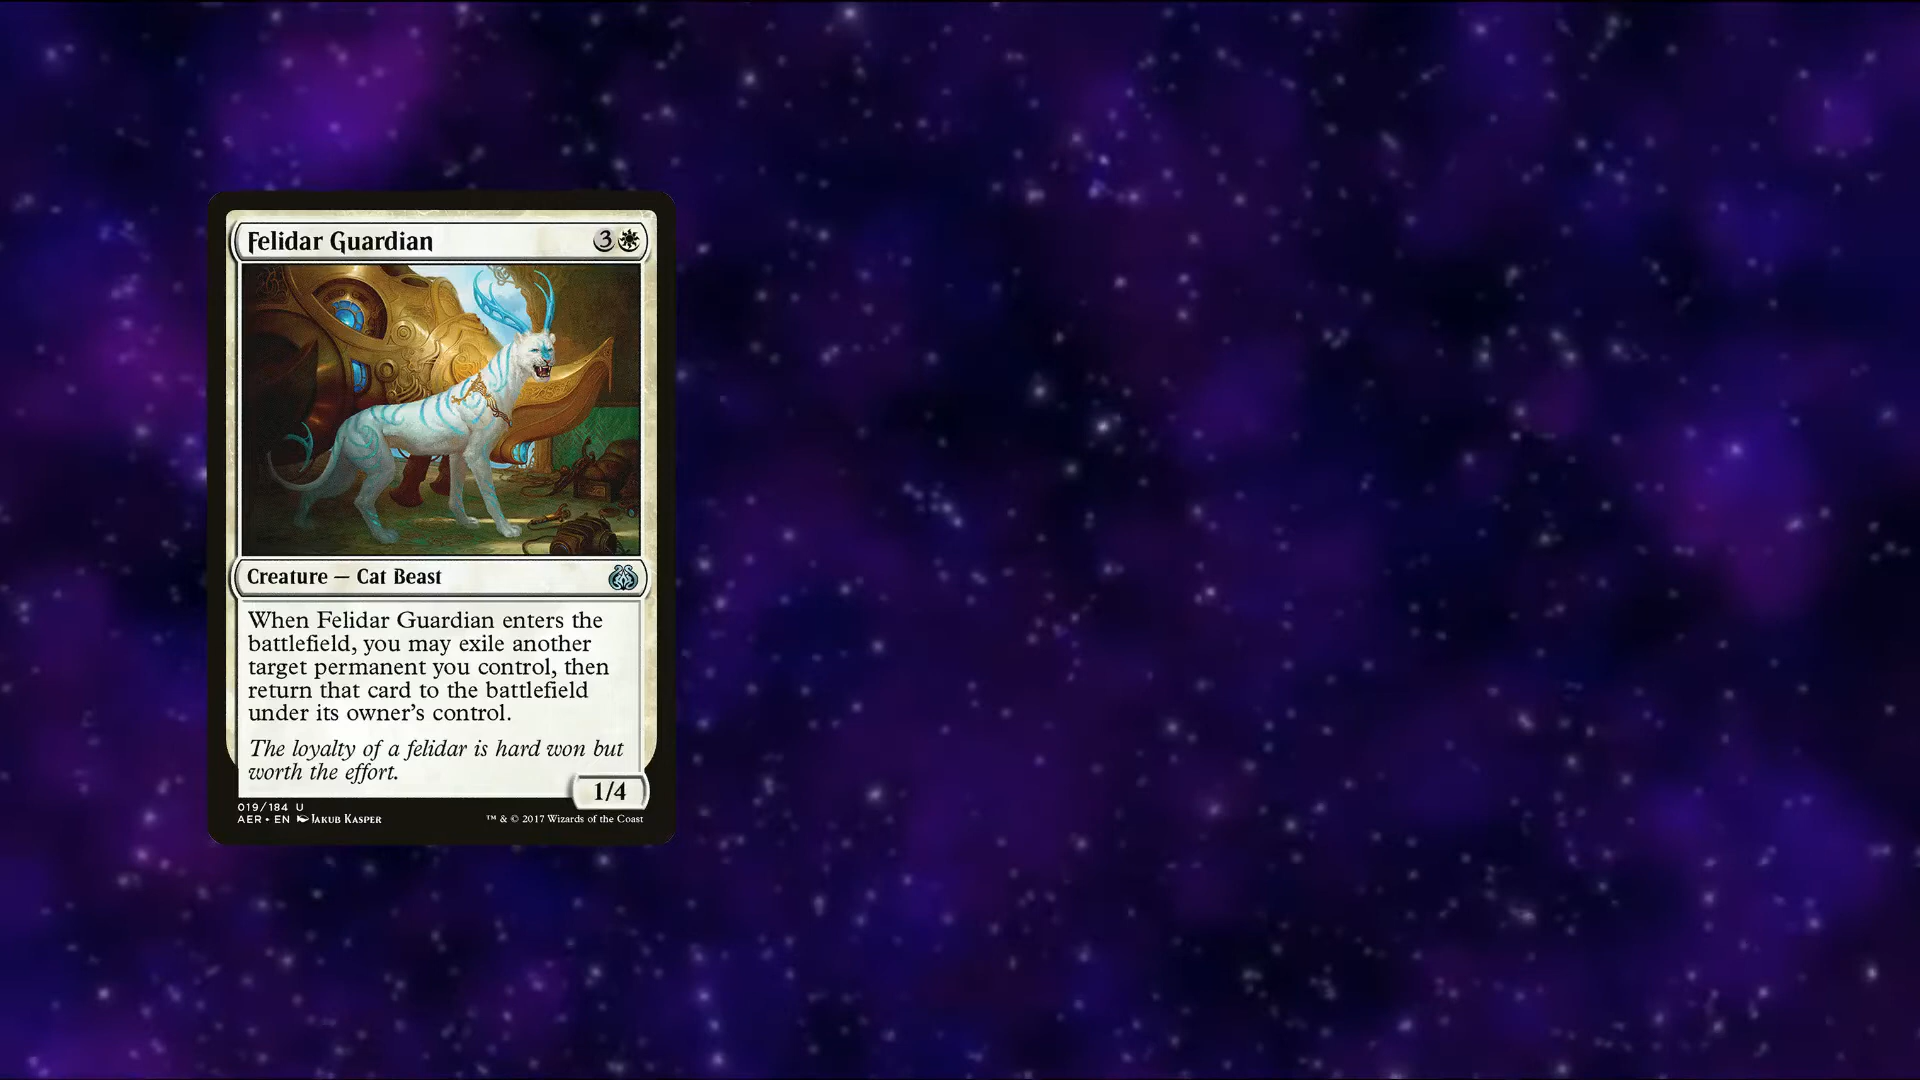 Felidar Guardian 3
Creature — Cat Beast
When Felidar Guardian enters the
battlefield, you may exile another
target permanent you control, then
return that card to the battlefield
under its owner's control.
The loyalty of a felidar is hard won but
worth the effort.
1/4
019/184 U
AER • EN Jakub Kasper
™ & © 2017 Wizards of the Coast